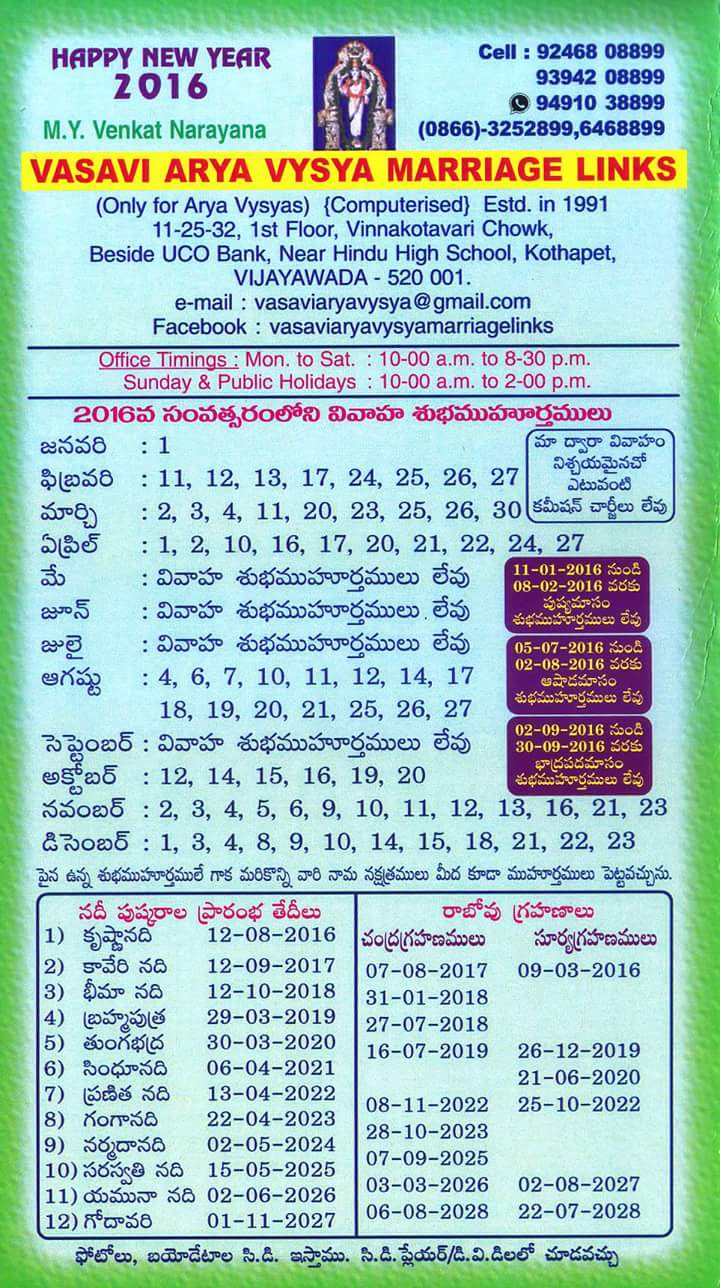 HAPPY NEW YEAR
2016
M.Y. Venkat Narayana
Cell : 92468 08899
93942 08899
94910 38899
(0866)-3252899,6468899
VASAVI ARYA VYSYA MARRIAGE LINKS
(Only for Arya Vysyas) {Computerised} Estd. in 1991
11-25-32, 1st Floor, Vinnakotavari Chowk,
Beside UCO Bank, Near Hindu High School, Kothapet,
VIJAYAWADA - 520 001.
e-mail : vasaviaryavysya@gmail.com
Facebook : vasaviaryavysyamarriagelinks
Office Timings : Mon. to Sat. : 10-00 a.m. to 8-30 p.m.
Sunday & Public Holidays : 10-00 a.m. to 2-00 p.m.
2016వ సంవత్సరంలోని వివాహ శుభముహూర్తములు
జనవరి : 1
ఫిబ్రవరి : 11, 12, 13, 17, 24, 25, 26, 27
మార్చి : 2, 3, 4, 11, 20, 23, 25, 26, 30
మా ద్వారా వివాహం
నిశ్చయమైనచో
ఎటువంటి
కమీషన్ చార్జీలు లేవు
ఏప్రిల్ : 1, 2, 10, 16, 17, 20, 21, 22, 24, 27
మే : వివాహ శుభముహూర్తములు లేవు
జూన్ : వివాహ శుభముహూర్తములు లేవు
11-01-2016 నుండి
08-02-2016 వరకు
పుష్యమాసం
శుభముహూర్తములు లేవు
జులై : వివాహ శుభముహూర్తములు లేవు
ఆగష్టు : 4, 6, 7, 10, 11, 12, 14, 17
18, 19, 20, 21, 25, 26, 27
05-07-2016 నుండి
02-08-2016 వరకు
ఆషాడమాసం
శుభముహూర్తములు లేవు
సెప్టెంబర్ : వివాహ శుభముహూర్తములు లేవు
అక్టోబర్ : 12, 14, 15, 16, 19, 20
02-09-2016 నుండి
30-09-2016 వరకు
భాద్రపదమాసం
శుభముహూర్తములు లేవు
నవంబర్ : 2, 3, 4, 5, 6, 9, 10, 11, 12, 13, 16, 21, 23
డిసెంబర్ : 1, 3, 4, 8, 9, 10, 14, 15, 18, 21, 22, 23
పైన ఉన్న శుభముహూర్తములే గాక మరికొన్ని వారి నామ నక్షత్రములు మీద కూడా ముహూర్తములు పెట్టవచ్చును.
నదీ పుష్కరాల ప్రారంభ తేదీలు
1) కృష్ణానది 12-08-2016
2) కావేరి నది 12-09-2017
3) భీమా నది 12-10-2018
4) బ్రహ్మపుత్ర 29-03-2019
5) తుంగభద్ర 30-03-2020
6) సింధూనది 06-04-2021
7) ప్రణిత నది 13-04-2022
8) గంగానది 22-04-2023
9) నర్మదానది 02-05-2024
10) సరస్వతి నది 15-05-2025
11) యమునా నది 02-06-2026
12) గోదావరి 01-11-2027
రాబోవు గ్రహణాలు
చంద్రగ్రహణములు సూర్యగ్రహణములు
07-08-2017 09-03-2016
31-01-2018
27-07-2018
16-07-2019 26-12-2019
21-06-2020
08-11-2022 25-10-2022
28-10-2023
07-09-2025
03-03-2026 02-08-2027
06-08-2028 22-07-2028
ఫోటోలు, బయోడేటాల సి.డి. ఇస్తాము. సి.డి.ప్లేయర్/డి.వి.డిలలో చూడవచ్చు